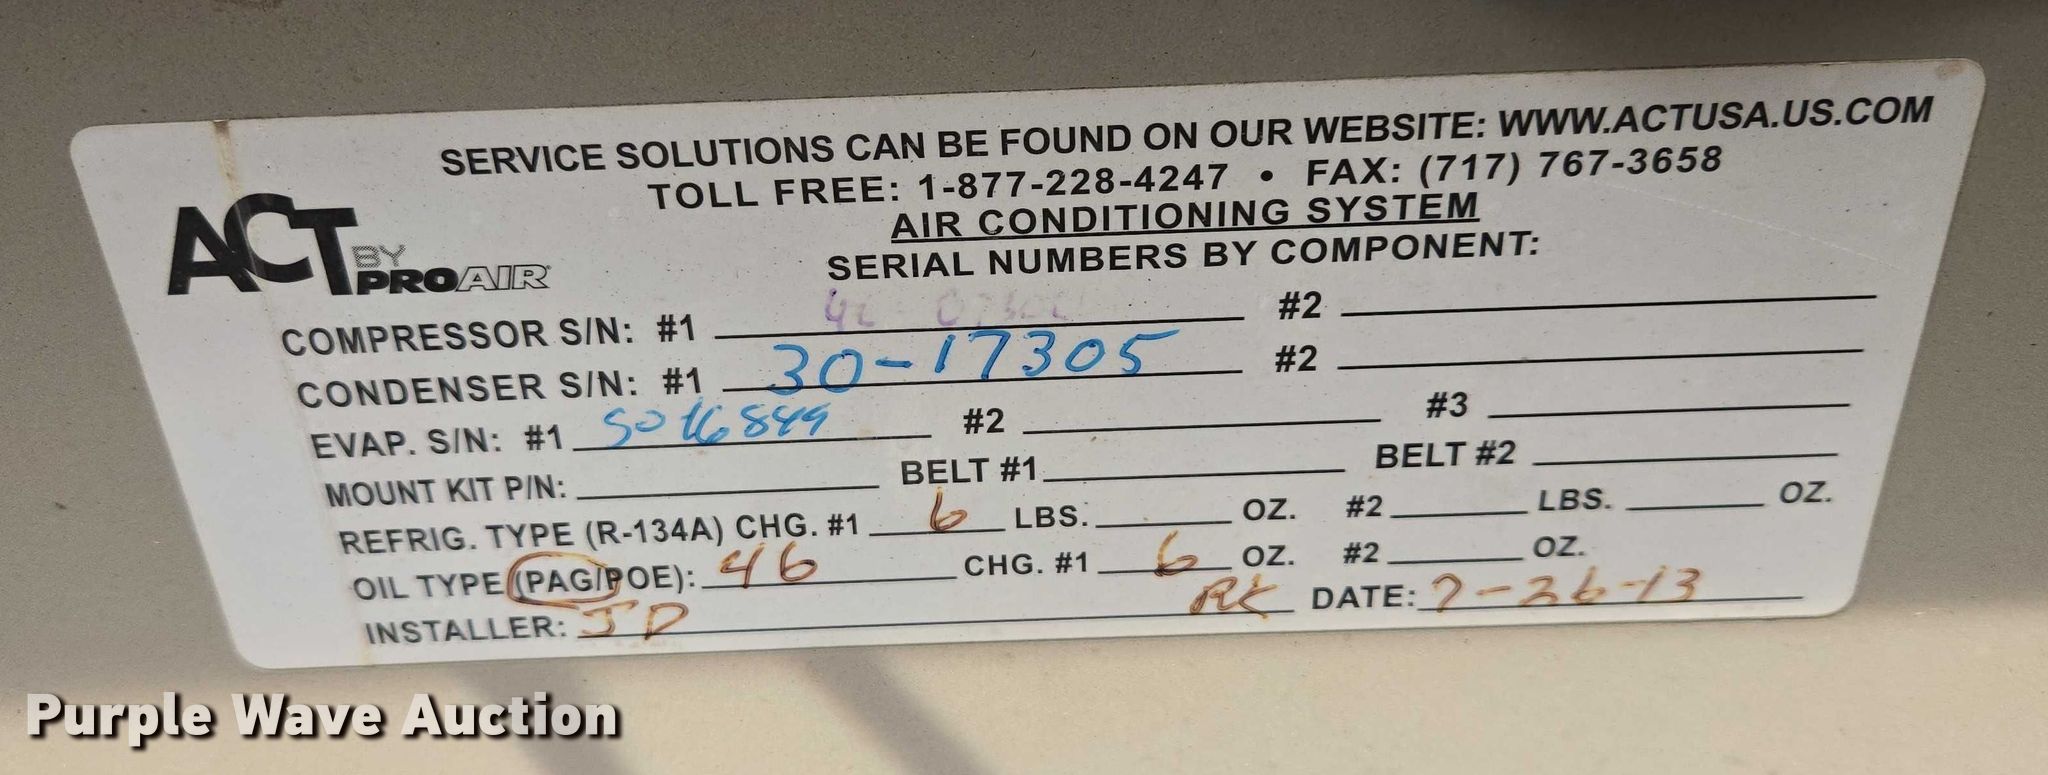 SERVICE SOLUTIONS CAN BE FOUND ON OUR WEBSITE: WWW.ACTUSA.US.COM
TOLL FREE: 1-877-228-4247 • FAX: (717) 767-3658
AIR CONDITIONING SYSTEM
SERIAL NUMBERS BY COMPONENT:
ACT BY PROAIR
COMPRESSOR S/N: #1 #2
CONDENSER S/N: #1 30-17305 #2
EVAP. S/N: #1 #2 #3
MOUNT KIT P/N: BELT #1 BELT #2
REFRIG. TYPE (R-134A) CHG. #1 6 LBS. OZ. #2 LBS. OZ.
OIL TYPE (PAG/POE): 46 CHG. #1 6 OZ. #2 OZ.
INSTALLER: JD RK DATE: 7-26-13
Purple Wave Auction